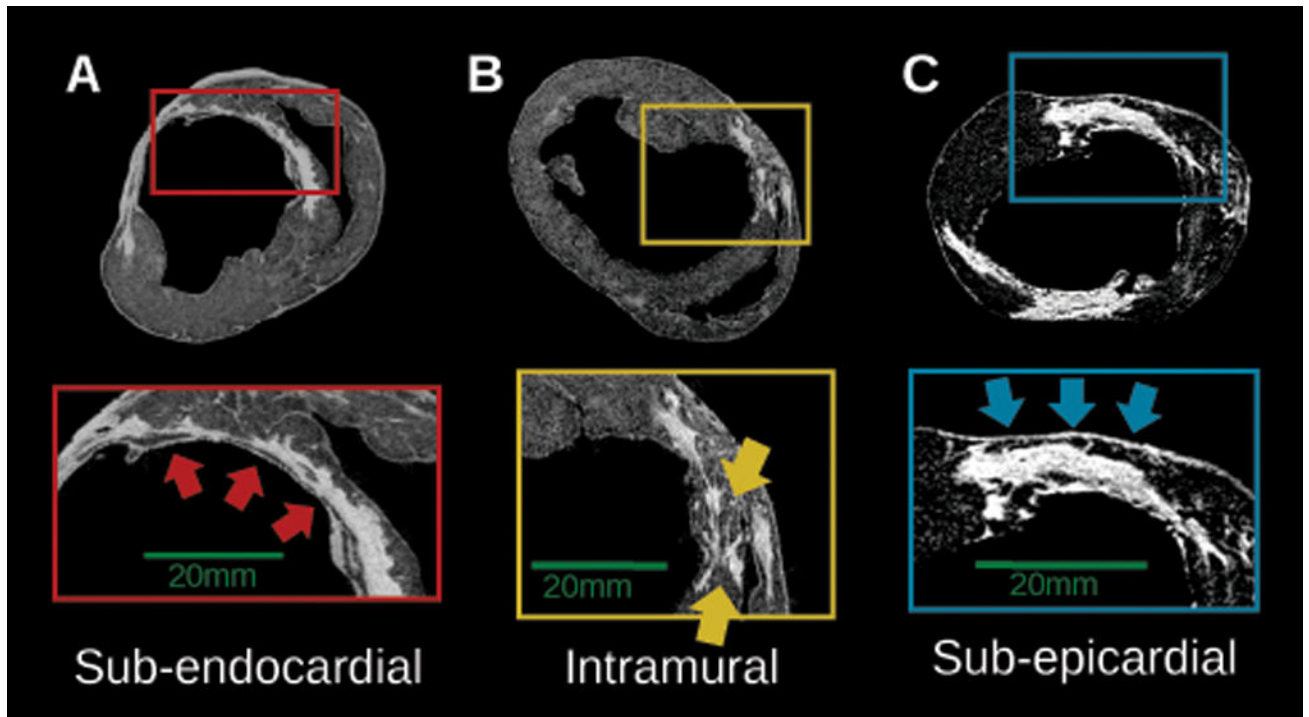 A
B
C
20mm
20mm
20mm
Sub-endocardial
Intramural
Sub-epicardial